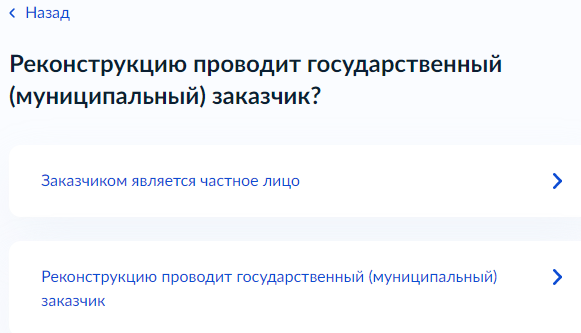 Назад
Реконструкцию проводит государственный
(муниципальный) заказчик?
Заказчиком является частное лицо
Реконструкцию проводит государственный (муниципальный)
заказчик